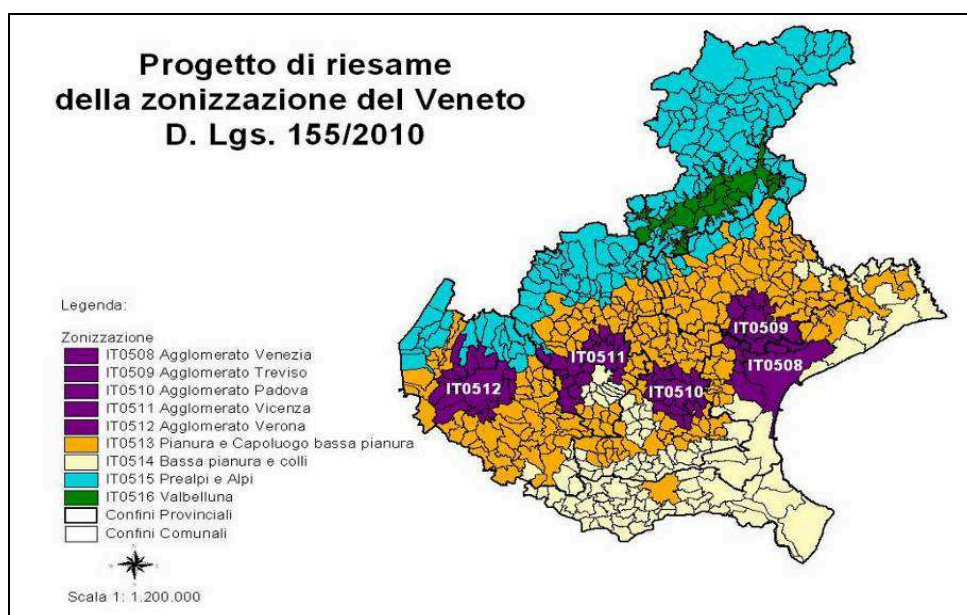 Progetto di riesame
della zonizzazione del Veneto
D. Lgs. 155/2010
Legenda:
Zonizzazione
IT0508 Agglomerato Venezia
IT0509 Agglomerato Treviso
IT0510 Agglomerato Padova
IT0511 Agglomerato Vicenza
IT0512 Agglomerato Verona
IT0513 Pianura e Capoluogo bassa pianura
IT0514 Bassa pianura e colli
IT0515 Prealpi e Alpi
IT0516 Valbelluna
Confini Provinciali
Confini Comunali
Scala 1: 1.200.000
IT0509
IT0511
IT0508
IT0512
IT0510